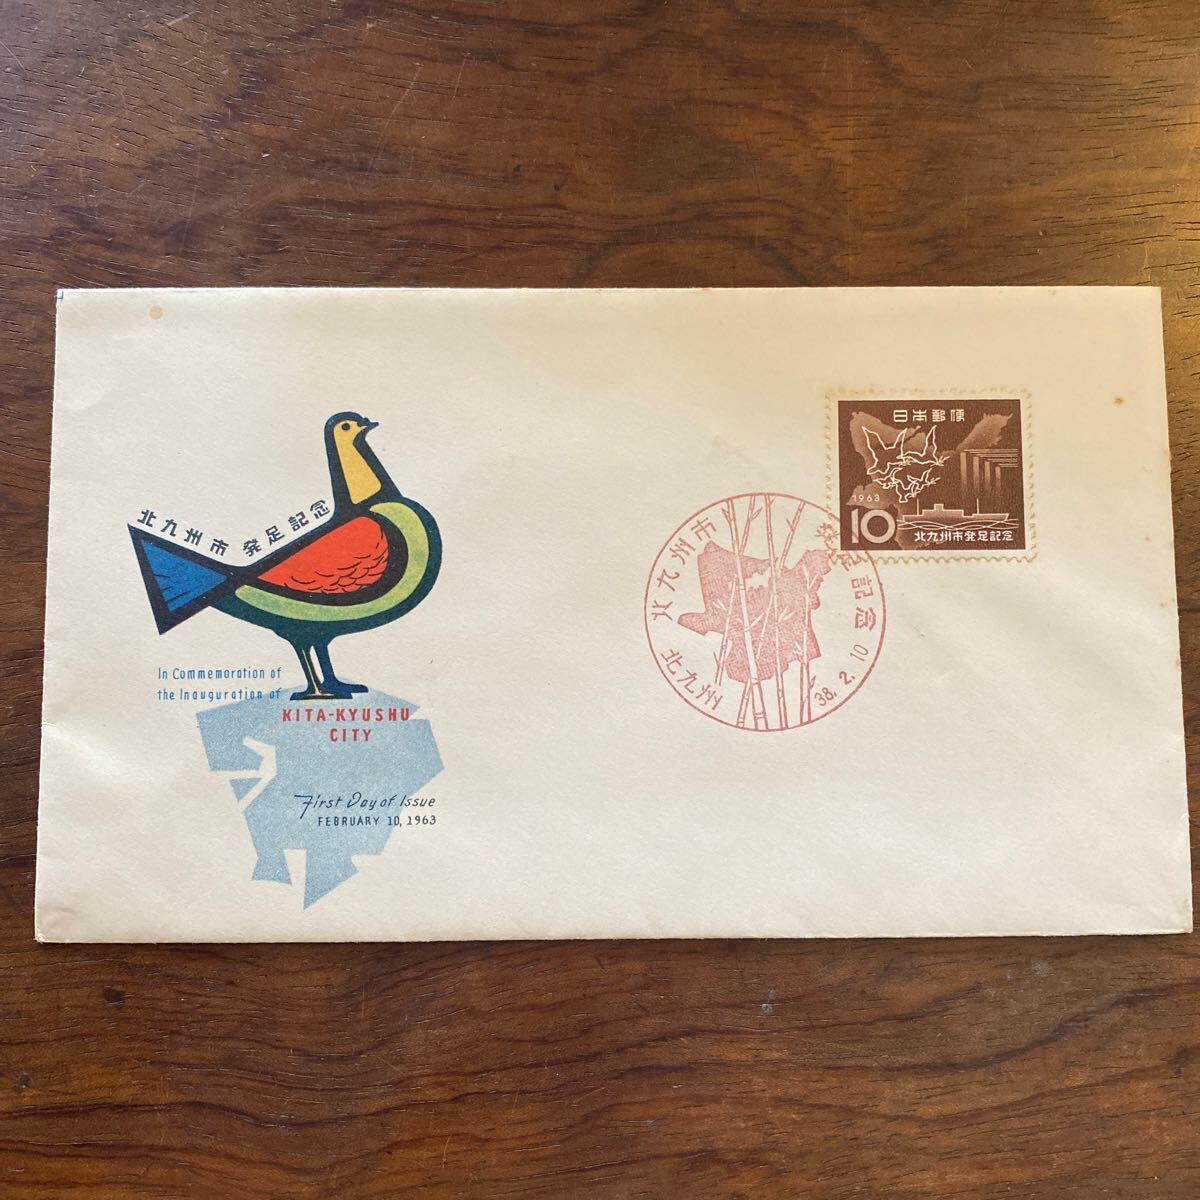 北九州市 発足記念
In Commemoration of
the Inauguration of
KITA-KYUSHU
CITY
First Day of Issue
FEBRUARY 10, 1963
北九州市
記念
北九州
38. 2. 10
日本郵便
1963
10
北九州市発足記念